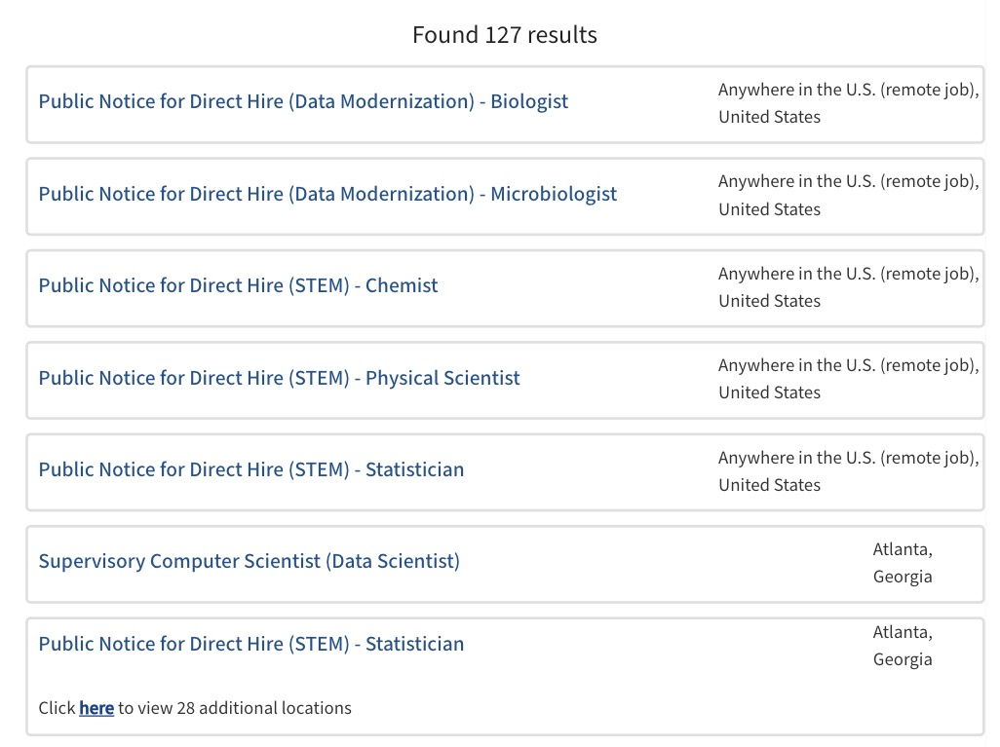 Found 127 results
Public Notice for Direct Hire (Data Modernization) - Biologist
Anywhere in the U.S. (remote job),
United States
Public Notice for Direct Hire (Data Modernization) - Microbiologist
Anywhere in the U.S. (remote job),
United States
Public Notice for Direct Hire (STEM) - Chemist
Anywhere in the U.S. (remote job),
United States
Public Notice for Direct Hire (STEM) - Physical Scientist
Anywhere in the U.S. (remote job),
United States
Public Notice for Direct Hire (STEM) - Statistician
Anywhere in the U.S. (remote job),
United States
Supervisory Computer Scientist (Data Scientist)
Atlanta,
Georgia
Public Notice for Direct Hire (STEM) - Statistician
Atlanta,
Georgia
Click here to view 28 additional locations